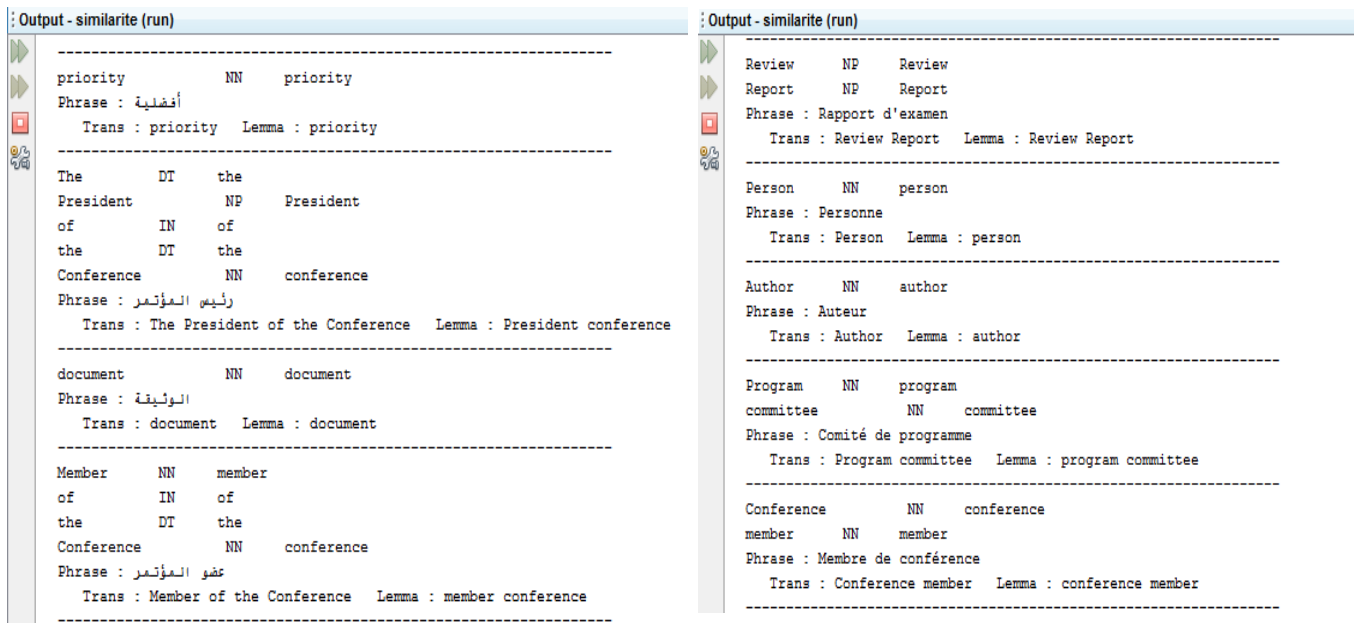 Output - similarite (run)
--------------------------------------------------------------------
priority NN priority
Phrase : أفضلية
Trans : priority Lemma : priority
--------------------------------------------------------------------
The DT the
President NP President
of IN of
the DT the
Conference NN conference
Phrase : رئيس المؤتمر
Trans : The President of the Conference Lemma : President conference
--------------------------------------------------------------------
document NN document
Phrase : الوثيقة
Trans : document Lemma : document
--------------------------------------------------------------------
Member NN member
of IN of
the DT the
Conference NN conference
Phrase : عضو المؤتمر
Trans : Member of the Conference Lemma : member conference
--------------------------------------------------------------------
Output - similarite (run)
--------------------------------------------------------------------
Review NP Review
Report NP Report
Phrase : Rapport d'examen
Trans : Review Report Lemma : Review Report
--------------------------------------------------------------------
Person NN person
Phrase : Personne
Trans : Person Lemma : person
--------------------------------------------------------------------
Author NN author
Phrase : Auteur
Trans : Author Lemma : author
--------------------------------------------------------------------
Program NN program
committee NN committee
Phrase : Comité de programme
Trans : Program committee Lemma : program committee
--------------------------------------------------------------------
Conference NN conference
member NN member
Phrase : Membre de conférence
Trans : Conference member Lemma : conference member
--------------------------------------------------------------------